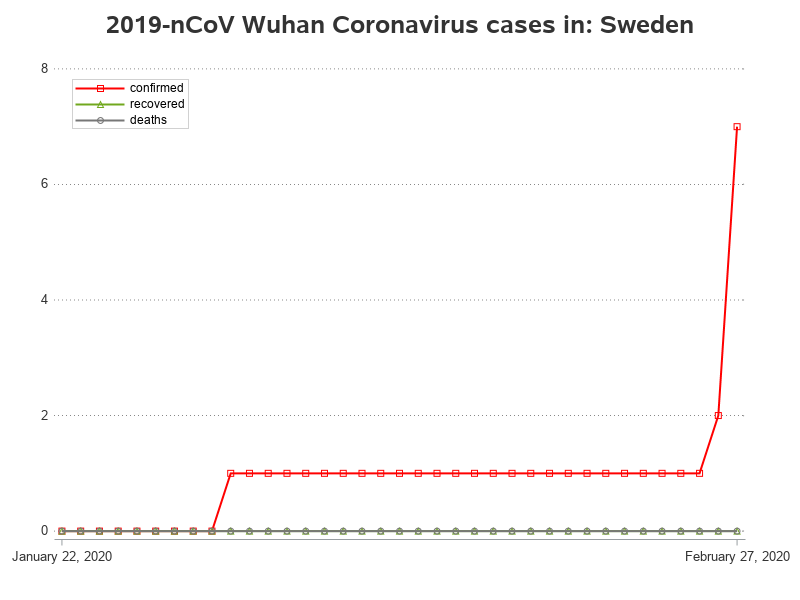 2019-nCoV Wuhan Coronavirus cases in: Sweden
8
confirmed
recovered
deaths
6
4
2
0
January 22, 2020
February 27, 2020